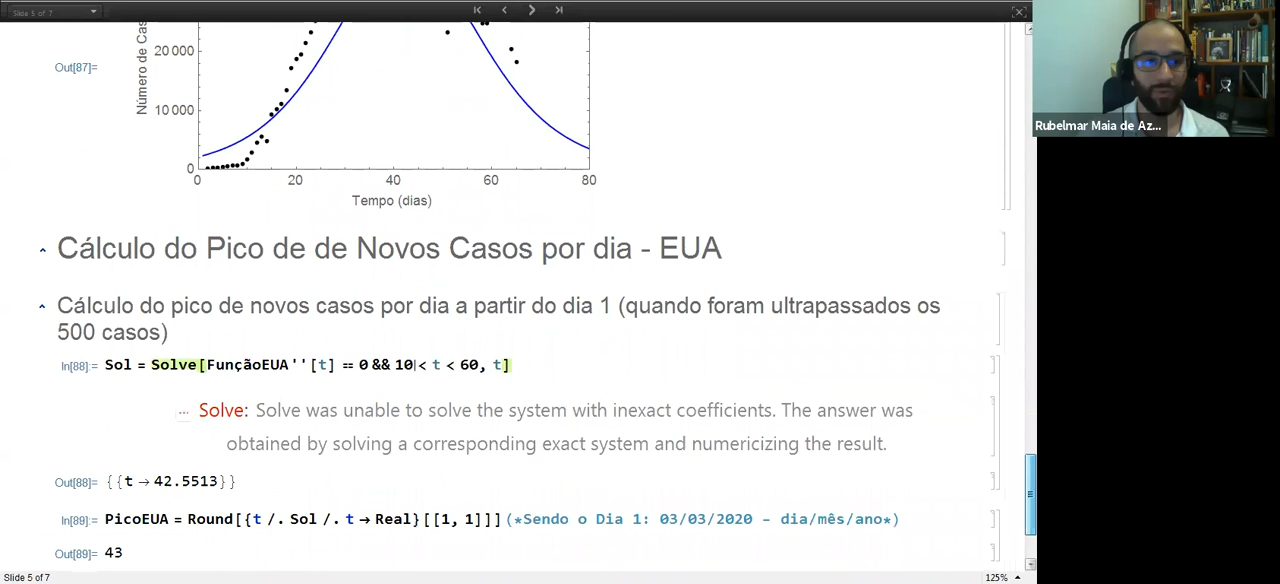 Slide 5 of 7
20 000
Número de Cas
Out[87]=
10 000
0
0 20 40 60 80
Tempo (dias)
Rubelmar Maia de Az...
Cálculo do Pico de de Novos Casos por dia - EUA
Cálculo do pico de novos casos por dia a partir do dia 1 (quando foram ultrapassados os
500 casos)
In[88]:= Sol = Solve[FunçãoEUA''[t] == 0 && 10 < t < 60, t]
... Solve: Solve was unable to solve the system with inexact coefficients. The answer was
obtained by solving a corresponding exact system and numericizing the result.
Out[88]= {{t → 42.5513}}
In[89]:= PicoEUA = Round[{t /. Sol /. t → Real}[[1, 1]]] (*Sendo o Dia 1: 03/03/2020 – dia/mês/ano*)
Out[89]= 43
Slide 5 of 7
125%